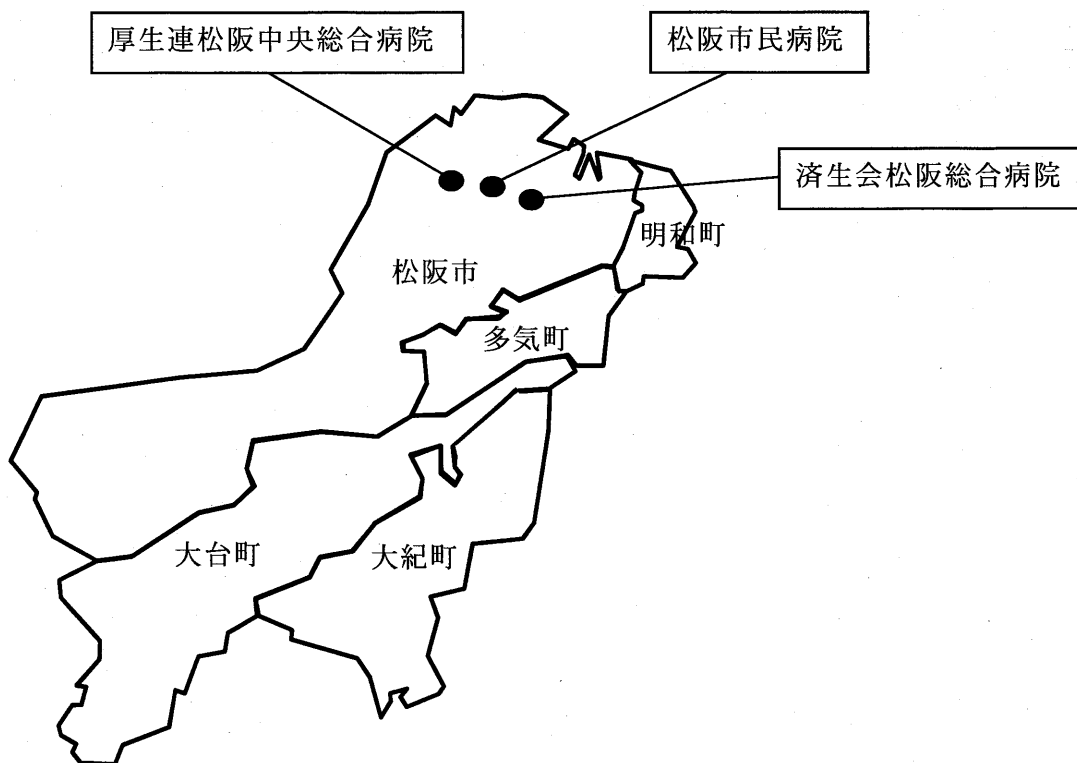 厚生連松阪中央総合病院
松阪市民病院
済生会松阪総合病院
明和町
松阪市
多気町
大台町
大紀町